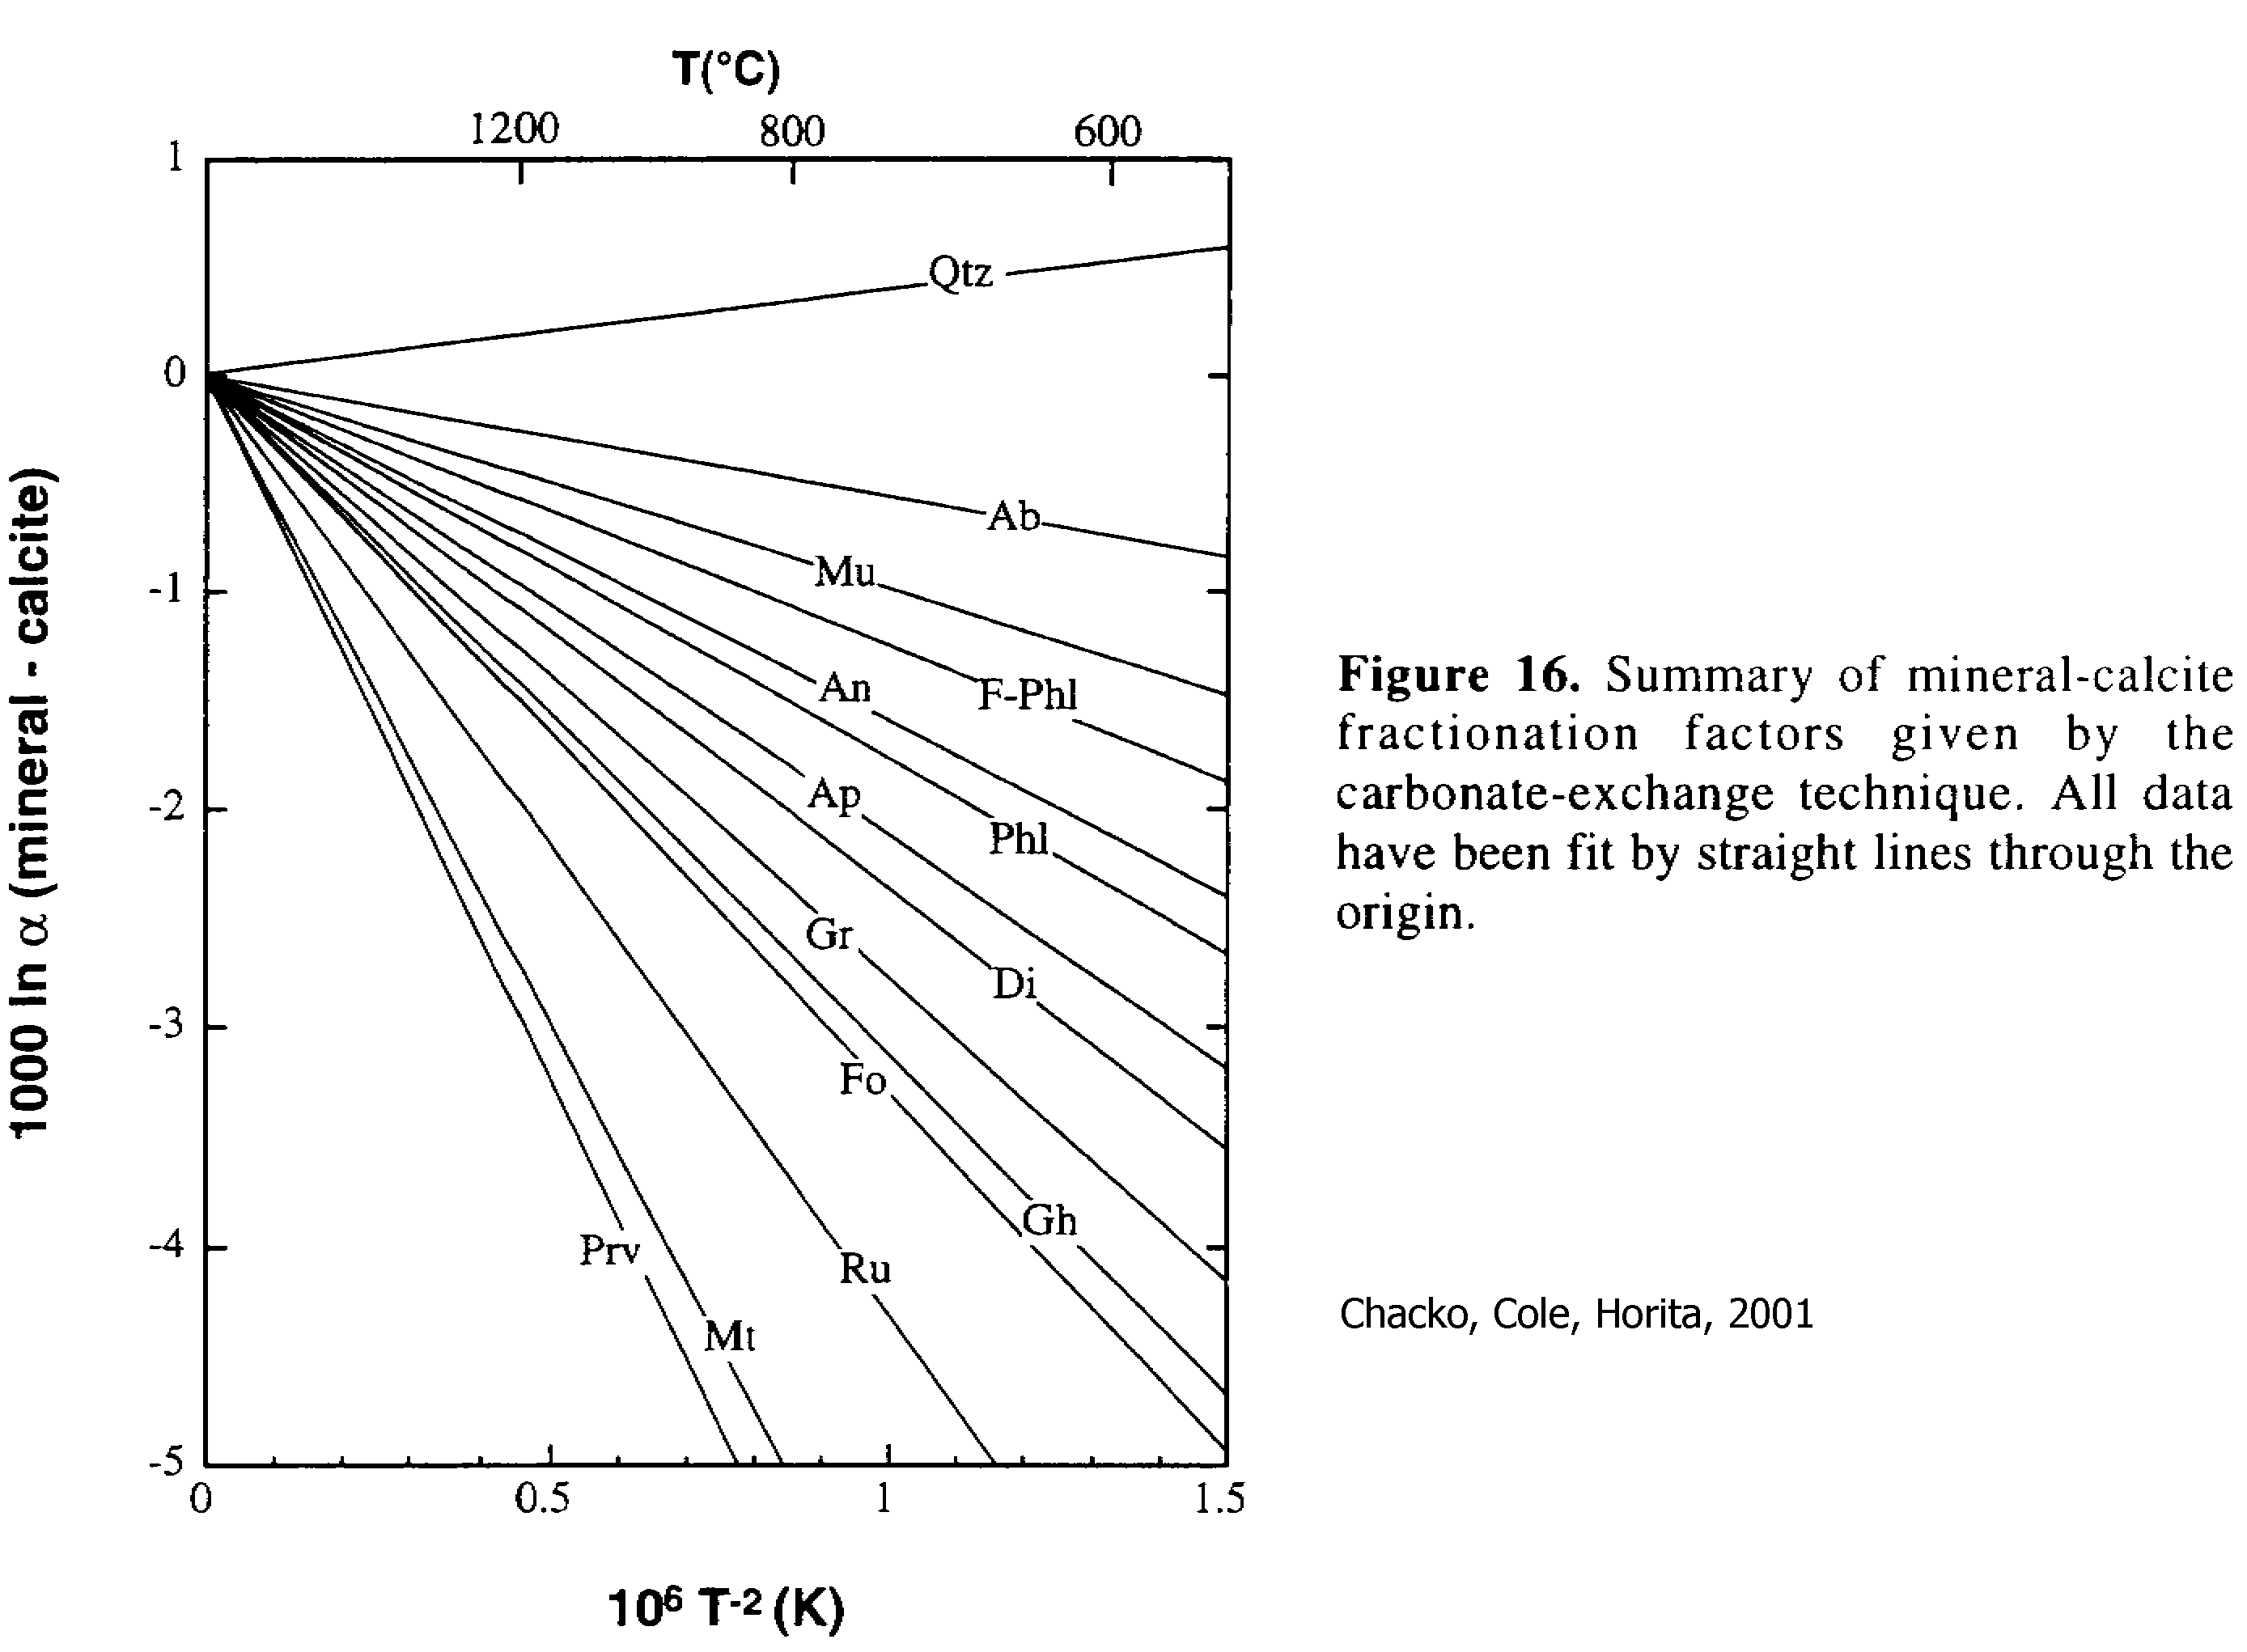 T(°C)
1200 800 600
1
0
-1
-2
-3
-4
-5
1000 ln α (mineral - calcite)
Qtz
Ab
Mu
F-Phl
An
Ap
Phl
Gr
Di
Fo
Gh
Prv
Ru
Mt
0 0.5 1 1.5
10⁶ T⁻² (K)
Figure 16. Summary of mineral-calcite
fractionation factors given by the
carbonate-exchange technique. All data
have been fit by straight lines through the
origin.
Chacko, Cole, Horita, 2001